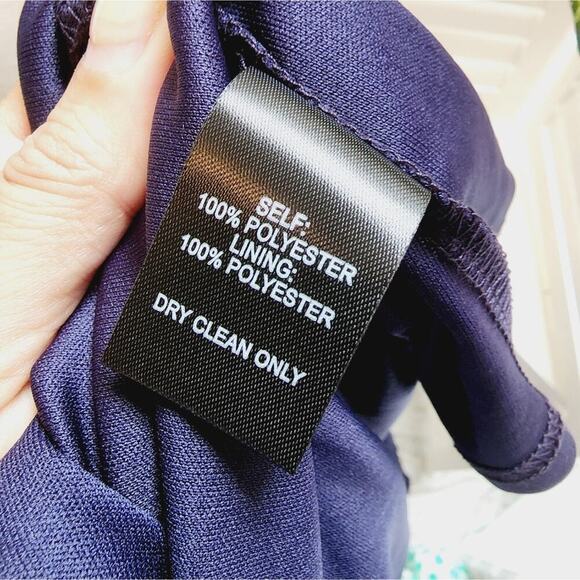 SELF:
100% POLYESTER
LINING:
100% POLYESTER
DRY CLEAN ONLY